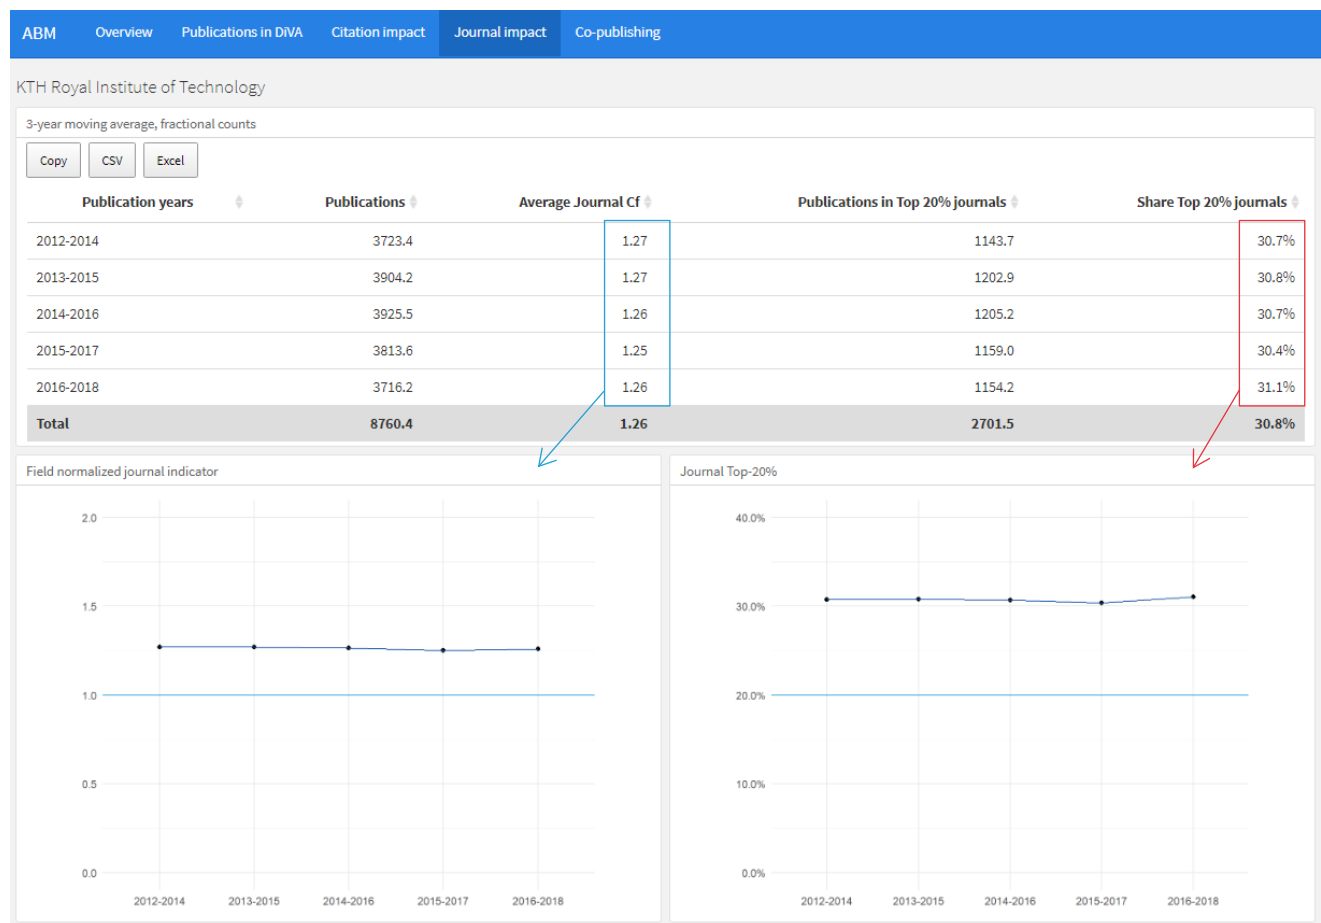 ABM Overview Publications in DiVA Citation impact Journal impact Co-publishing
KTH Royal Institute of Technology
3-year moving average, fractional counts
Copy CSV Excel
Publication years Publications Average Journal Cf Publications in Top 20% journals Share Top 20% journals
2012-2014 3723.4 1.27 1143.7 30.7%
2013-2015 3904.2 1.27 1202.9 30.8%
2014-2016 3925.5 1.26 1205.2 30.7%
2015-2017 3813.6 1.25 1159.0 30.4%
2016-2018 3716.2 1.26 1154.2 31.1%
Total 8760.4 1.26 2701.5 30.8%
Field normalized journal indicator
2.0
1.5
1.0
0.5
0.0
2012-2014 2013-2015 2014-2016 2015-2017 2016-2018
Journal Top-20%
40.0%
30.0%
20.0%
10.0%
0.0%
2012-2014 2013-2015 2014-2016 2015-2017 2016-2018